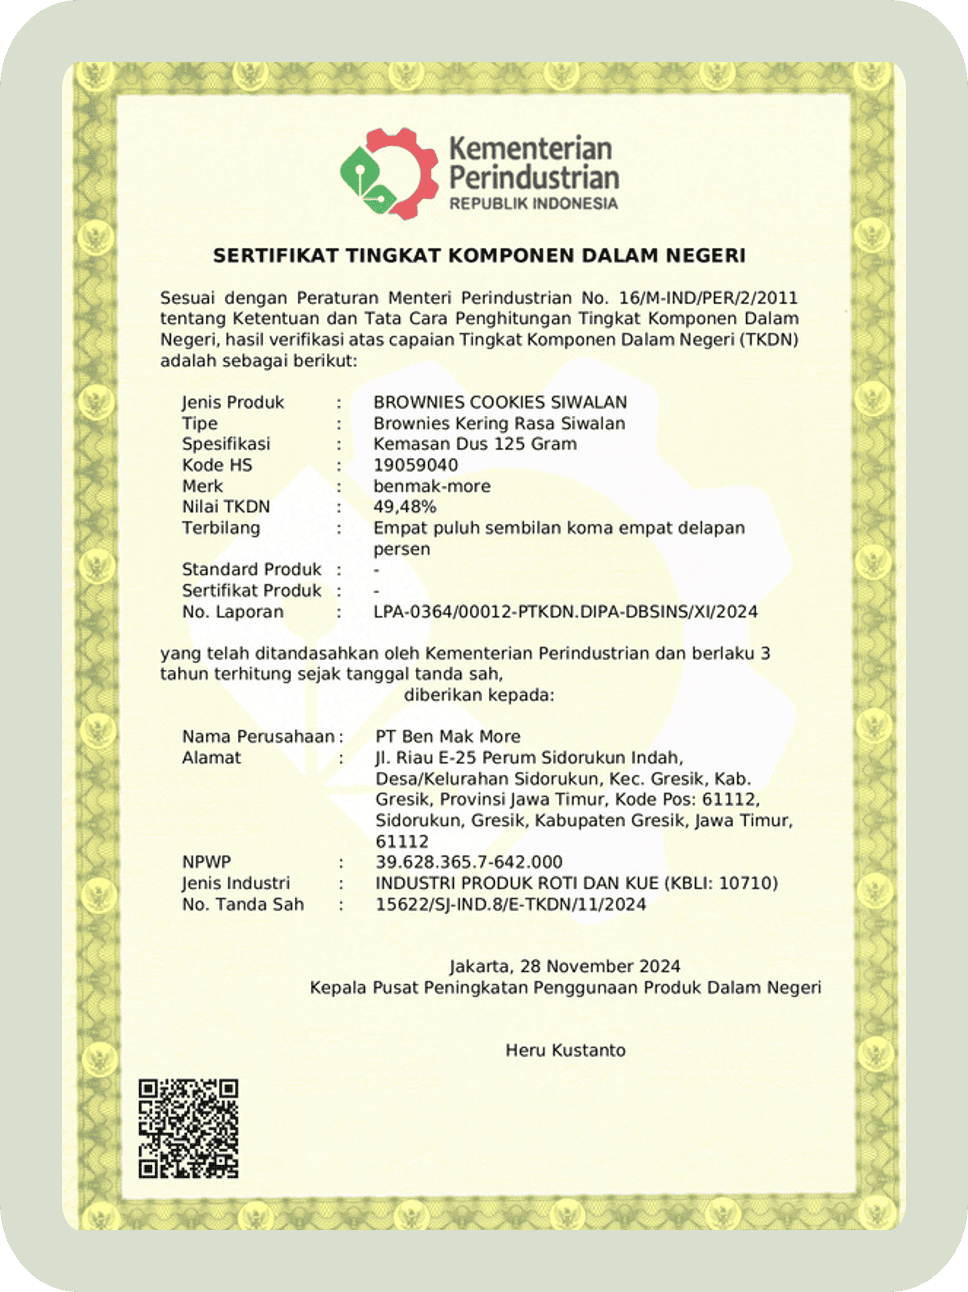 Kementerian
Perindustrian
REPUBLIK INDONESIA
SERTIFIKAT TINGKAT KOMPONEN DALAM NEGERI
Sesuai dengan Peraturan Menteri Perindustrian No. 16/M-IND/PER/2/2011
tentang Ketentuan dan Tata Cara Penghitungan Tingkat Komponen Dalam
Negeri, hasil verifikasi atas capaian Tingkat Komponen Dalam Negeri (TKDN)
adalah sebagai berikut:
Jenis Produk : BROWNIES COOKIES SIWALAN
Tipe : Brownies Kering Rasa Siwalan
Spesifikasi : Kemasan Dus 125 Gram
Kode HS : 19059040
Merk : benmak-more
Nilai TKDN : 49,48%
Terbilang : Empat puluh sembilan koma empat delapan
persen
Standard Produk : -
Sertifikat Produk : -
No. Laporan : LPA-0364/00012-PTKDN.DIPA-DBSINS/XI/2024
yang telah ditandasahkan oleh Kementerian Perindustrian dan berlaku 3
tahun terhitung sejak tanggal tanda sah,
diberikan kepada:
Nama Perusahaan : PT Ben Mak More
Alamat : Jl. Riau E-25 Perum Sidorukun Indah,
Desa/Kelurahan Sidorukun, Kec. Gresik, Kab.
Gresik, Provinsi Jawa Timur, Kode Pos: 61112,
Sidorukun, Gresik, Kabupaten Gresik, Jawa Timur,
61112
NPWP : 39.628.365.7-642.000
Jenis Industri : INDUSTRI PRODUK ROTI DAN KUE (KBLI: 10710)
No. Tanda Sah : 15622/SJ-IND.8/E-TKDN/11/2024
Jakarta, 28 November 2024
Kepala Pusat Peningkatan Penggunaan Produk Dalam Negeri
Heru Kustanto